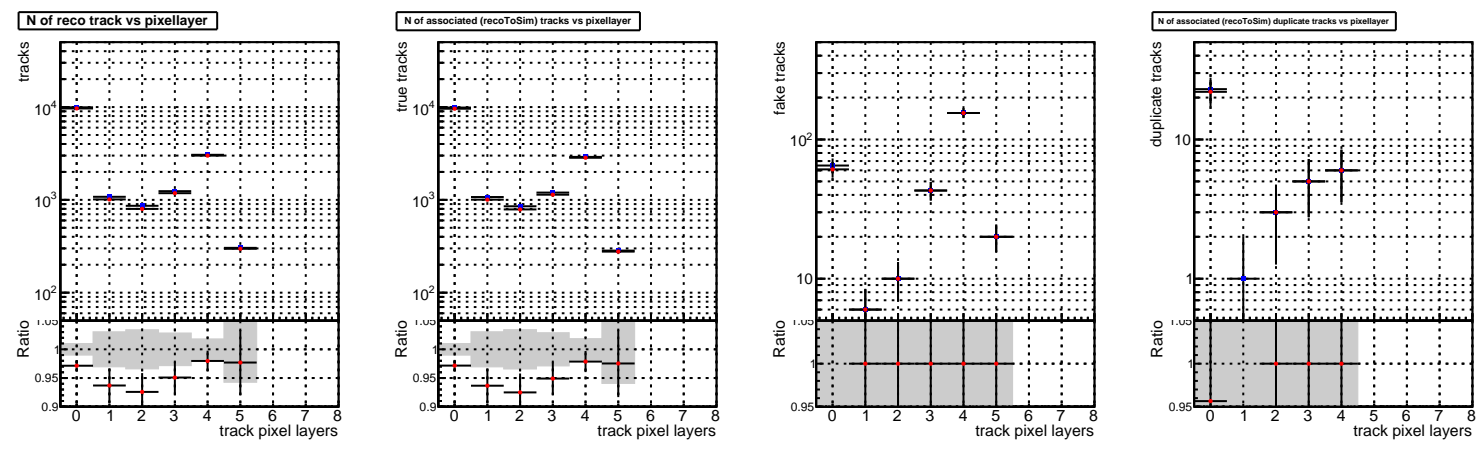 N of reco track vs pixellayer
tracks
10⁴
10³
10²
Ratio
1.05
1
0.95
0.9
0 1 2 3 4 5 6 7 8
track pixel layers
N of associated (recoToSim) tracks vs pixellayer
true tracks
10⁴
10³
10²
Ratio
1.05
1
0.95
0.9
0 1 2 3 4 5 6 7 8
track pixel layers
fake tracks
10²
10
Ratio
1.05
1
0.95
0 1 2 3 4 5 6 7 8
track pixel layers
N of associated (recoToSim) duplicate tracks vs pixellayer
duplicate tracks
10
1
Ratio
1.05
1
0.95
0 1 2 3 4 5 6 7 8
track pixel layers